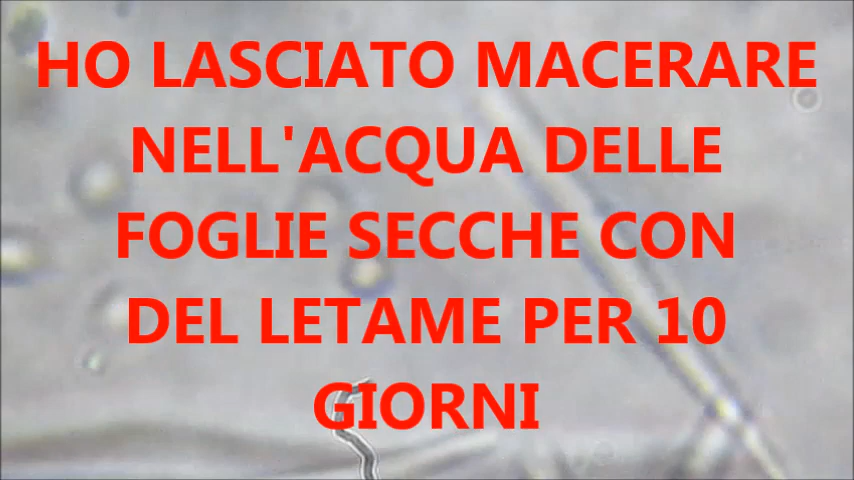 HO LASCIATO MACERARE
NELL'ACQUA DELLE
FOGLIE SECCHE CON
DEL LETAME PER 10
GIORNI